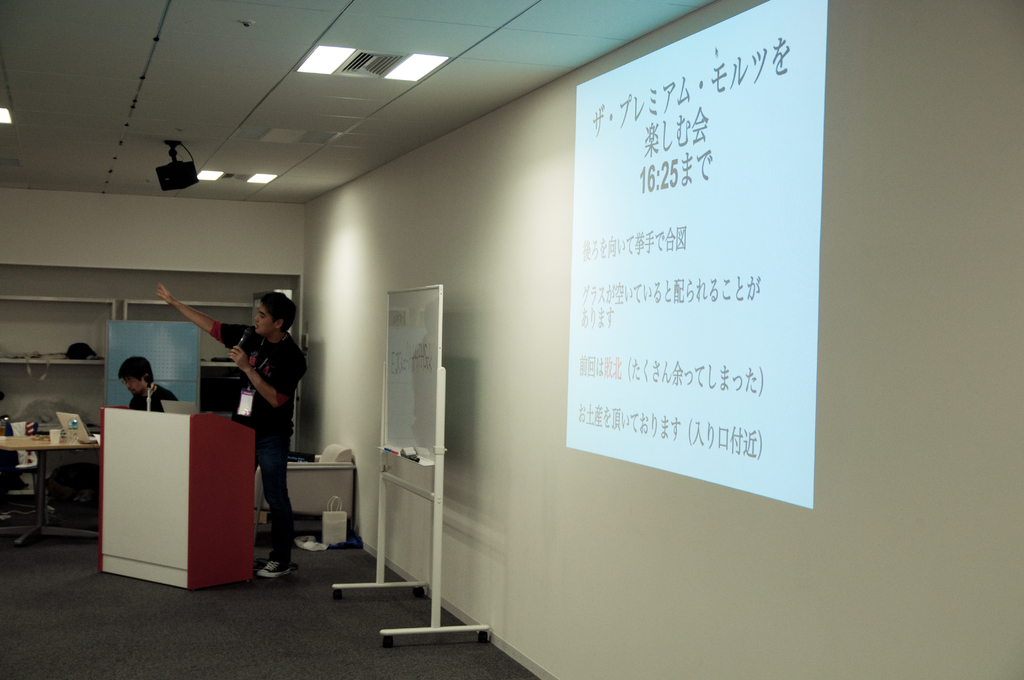 ザ・プレミアム・モルツを
楽しむ会
16:25まで
後ろを向いて挙手で合図
グラスが空いていると配られることが
あります
前回は敗北（たくさん余ってしまった）
お土産を頂いております（入り口付近）